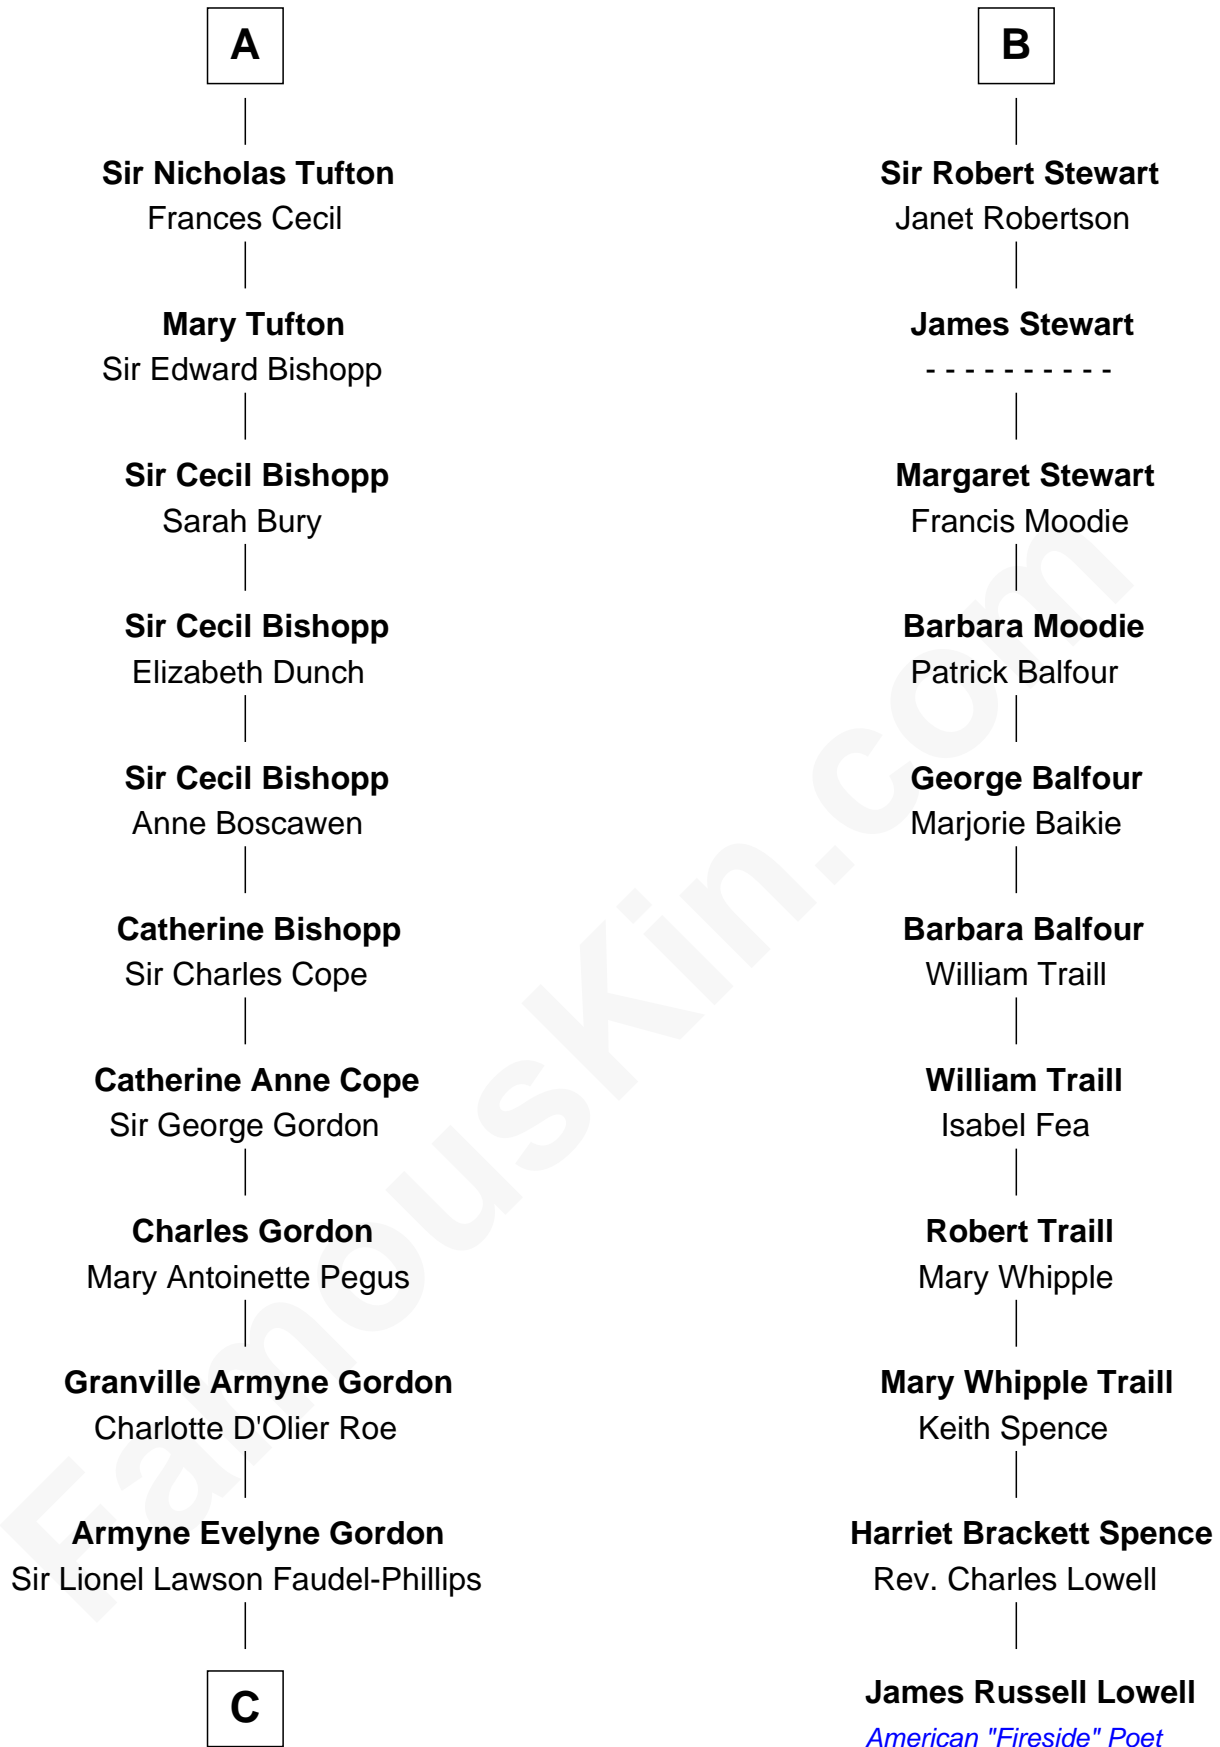 A
Sir Nicholas Tufton
Frances Cecil
Mary Tufton
Sir Edward Bishopp
Sir Cecil Bishopp
Sarah Bury
Sir Cecil Bishopp
Elizabeth Dunch
Sir Cecil Bishopp
Anne Boscawen
Catherine Bishopp
Sir Charles Cope
Catherine Anne Cope
Sir George Gordon
Charles Gordon
Mary Antoinette Pegus
Granville Armyne Gordon
Charlotte D'Olier Roe
Armyne Evelyne Gordon
Sir Lionel Lawson Faudel-Phillips
C
B
Sir Robert Stewart
Janet Robertson
James Stewart
- - - - - - - - - -
Margaret Stewart
Francis Moodie
Barbara Moodie
Patrick Balfour
George Balfour
Marjorie Baikie
Barbara Balfour
William Traill
William Traill
Isabel Fea
Robert Traill
Mary Whipple
Mary Whipple Traill
Keith Spence
Harriet Brackett Spence
Rev. Charles Lowell
James Russell Lowell
American "Fireside" Poet
FamousKin.com